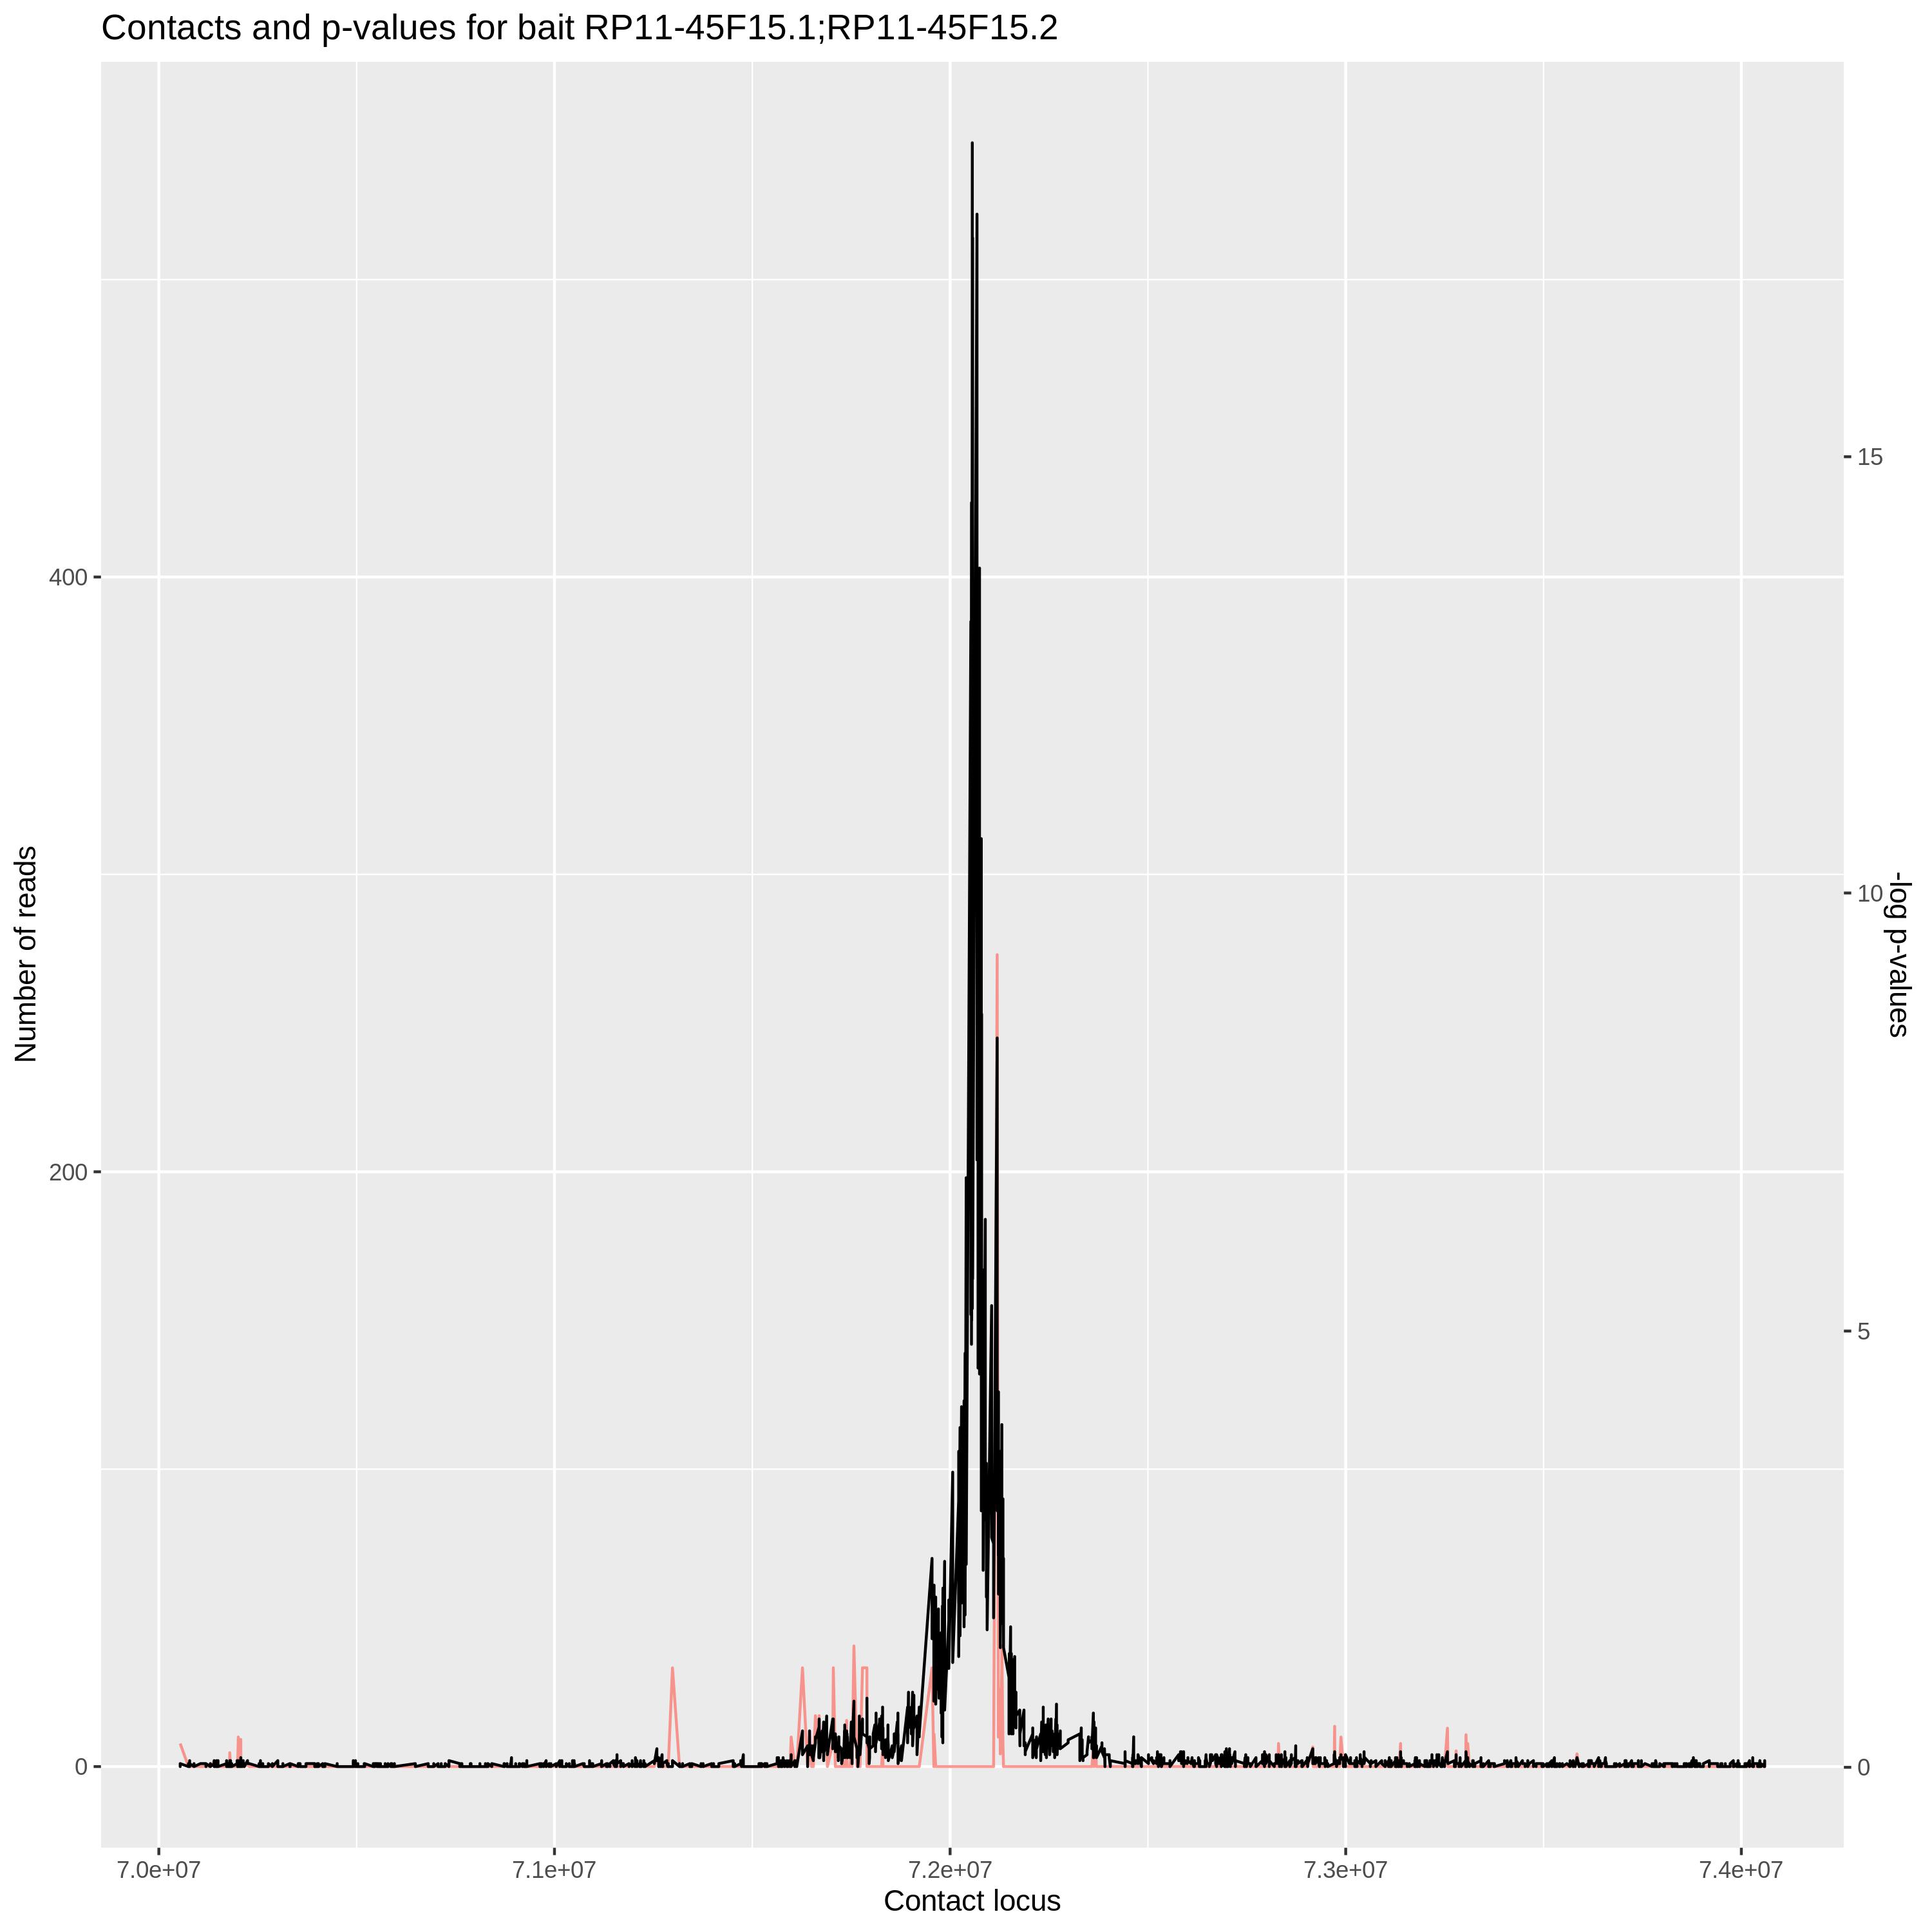 Contacts and p-values for bait RP11-45F15.1;RP11-45F15.2
Number of reads
400
200
0
15
10
5
0
-log p-values
7.0e+07
7.1e+07
7.2e+07
7.3e+07
7.4e+07
Contact locus